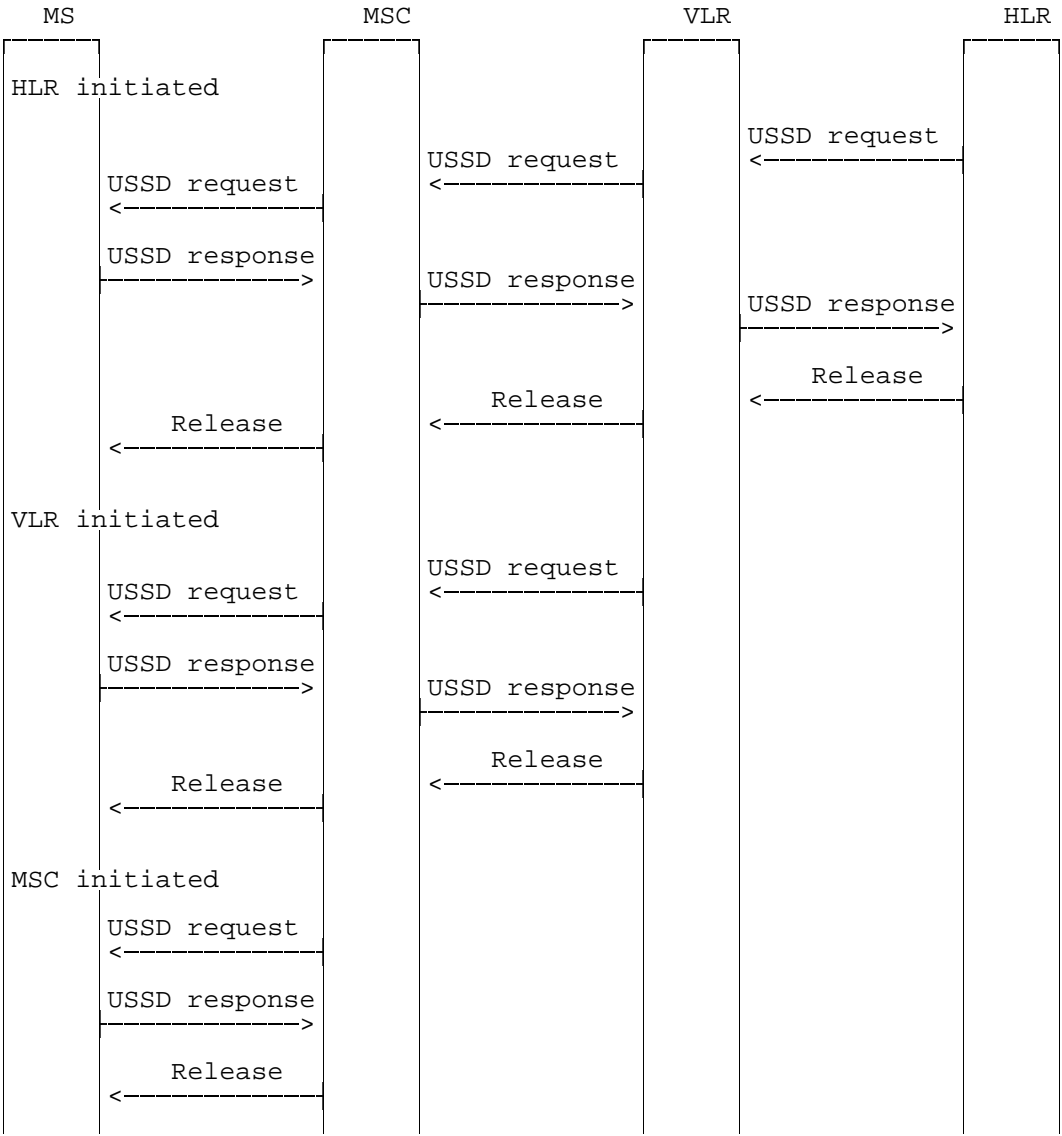 MS MSC VLR HLR
HLR initiated
USSD request
USSD request
USSD request
USSD response
USSD response
USSD response
Release
Release
Release
VLR initiated
USSD request
USSD request
USSD response
USSD response
Release
Release
MSC initiated
USSD request
USSD response
Release